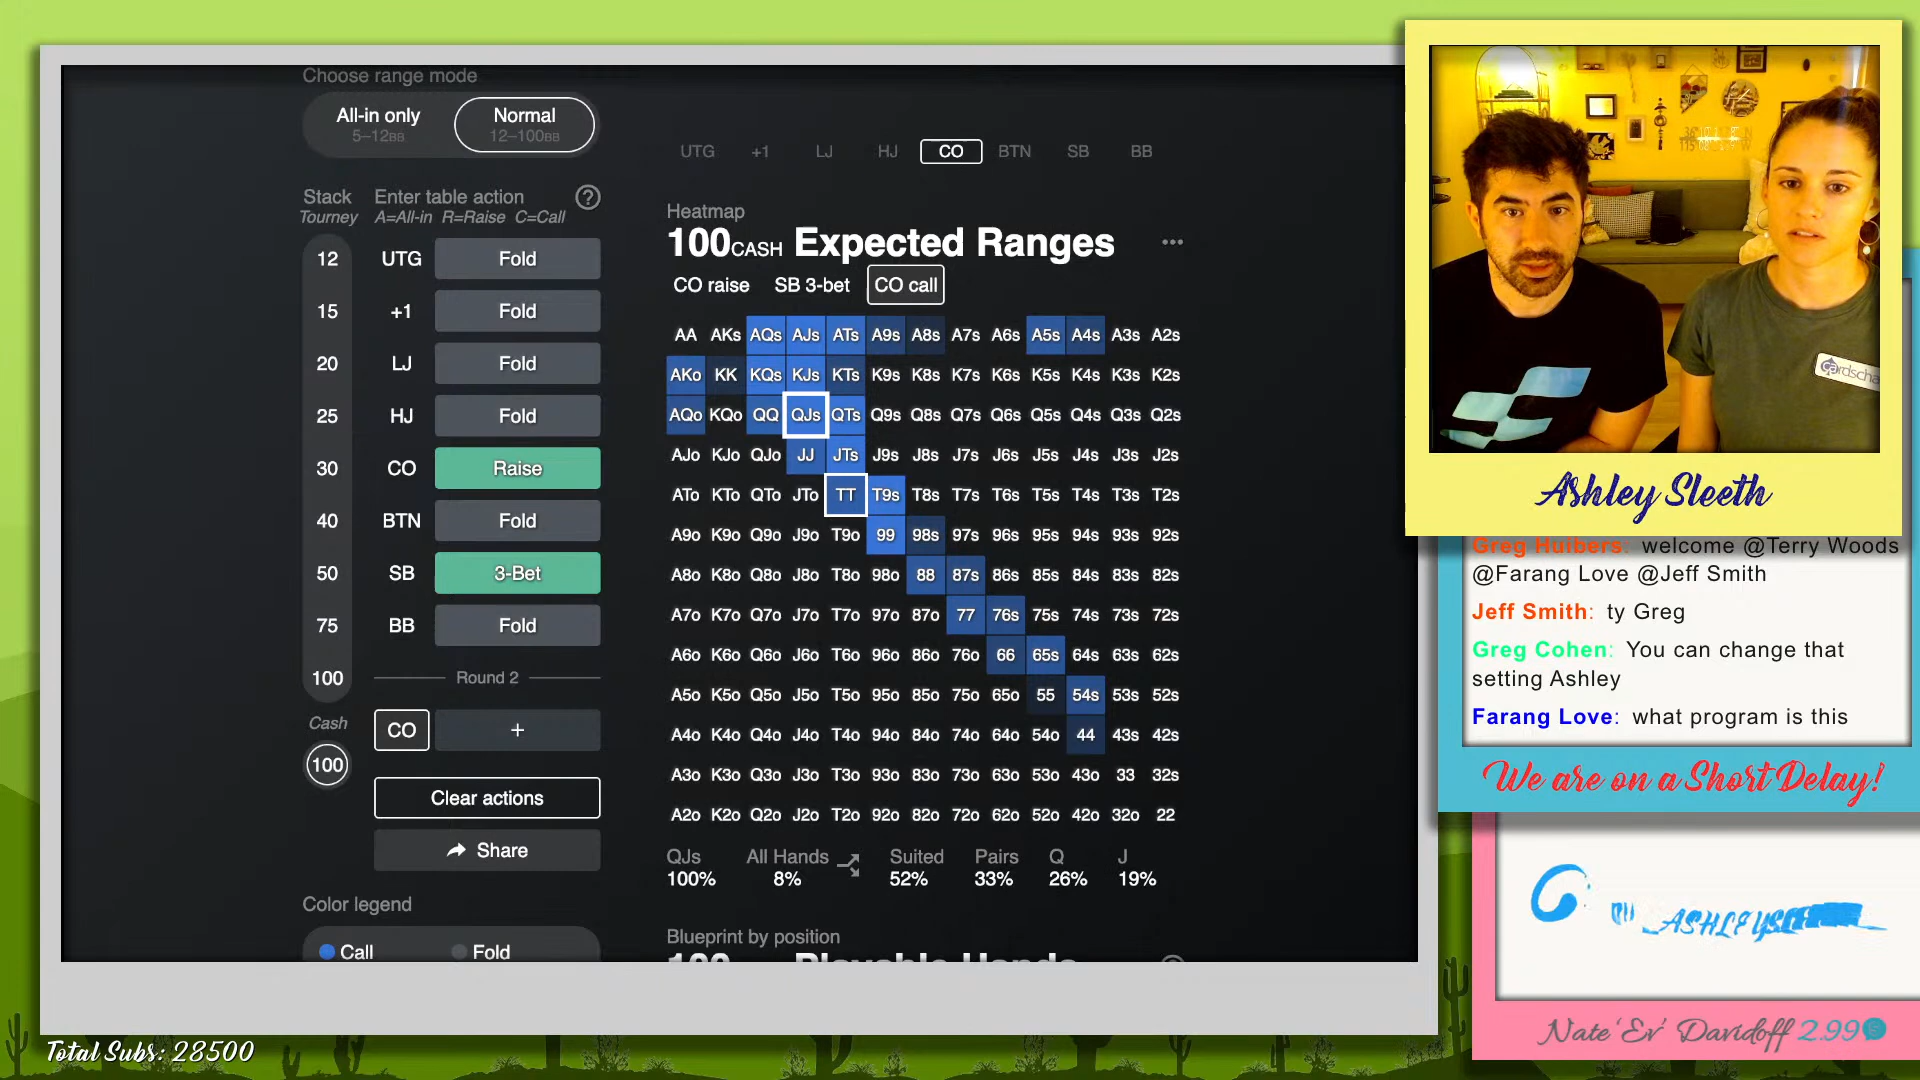 Choose range mode
All-in only
5–12BB
Normal
12–100BB
Stack
Tourney
Enter table action
A=All-in R=Raise C=Call
?
12 UTG Fold
15 +1 Fold
20 LJ Fold
25 HJ Fold
30 CO Raise
40 BTN Fold
50 SB 3-Bet
75 BB Fold
100 Round 2
Cash
CO +
100
Clear actions
Share
Color legend
Call Fold
UTG +1 LJ HJ CO BTN SB BB
Heatmap
100CASH Expected Ranges
CO raise SB 3-bet CO call
AA AKs AQs AJs ATs A9s A8s A7s A6s A5s A4s A3s A2s
AKo KK KQs KJs KTs K9s K8s K7s K6s K5s K4s K3s K2s
AQo KQo QQ QJs QTs Q9s Q8s Q7s Q6s Q5s Q4s Q3s Q2s
AJo KJo QJo JJ JTs J9s J8s J7s J6s J5s J4s J3s J2s
ATo KTo QTo JTo TT T9s T8s T7s T6s T5s T4s T3s T2s
A9o K9o Q9o J9o T9o 99 98s 97s 96s 95s 94s 93s 92s
A8o K8o Q8o J8o T8o 98o 88 87s 86s 85s 84s 83s 82s
A7o K7o Q7o J7o T7o 97o 87o 77 76s 75s 74s 73s 72s
A6o K6o Q6o J6o T6o 96o 86o 76o 66 65s 64s 63s 62s
A5o K5o Q5o J5o T5o 95o 85o 75o 65o 55 54s 53s 52s
A4o K4o Q4o J4o T4o 94o 84o 74o 64o 54o 44 43s 42s
A3o K3o Q3o J3o T3o 93o 83o 73o 63o 53o 43o 33 32s
A2o K2o Q2o J2o T2o 92o 82o 72o 62o 52o 42o 32o 22
QJs All Hands Suited Pairs Q J
100% 8% 52% 33% 26% 19%
Blueprint by position
100 Playable Hands
Ashley Sleeth
Greg Huibers: welcome @Terry Woods
@Farang Love @Jeff Smith
Jeff Smith: ty Greg
Greg Cohen: You can change that
setting Ashley
Farang Love: what program is this
We are on a Short Delay!
Nate 'Ev' Davidoff 2.99
Total Subs: 28500